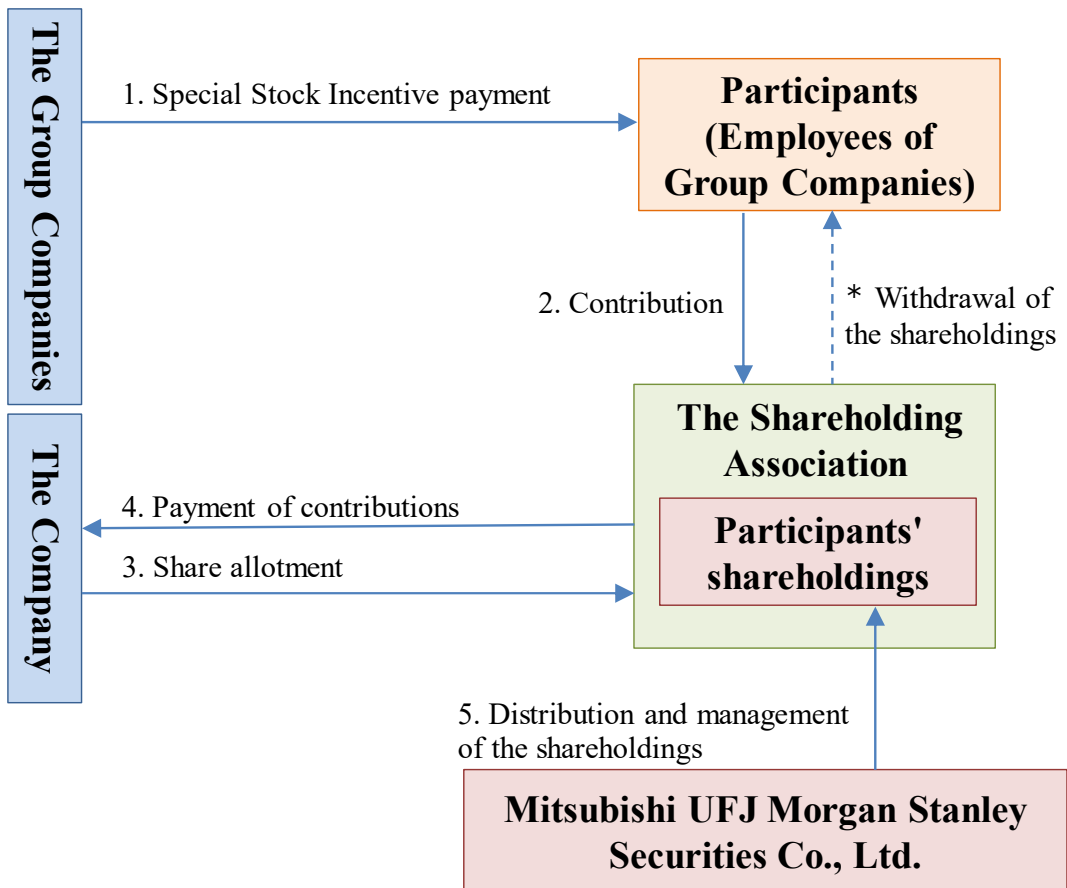 The Group Companies
1. Special Stock Incentive payment
Participants
(Employees of
Group Companies)
2. Contribution
* Withdrawal of
the shareholdings
The Company
The Shareholding
Association
4. Payment of contributions
Participants'
shareholdings
3. Share allotment
5. Distribution and management
of the shareholdings
Mitsubishi UFJ Morgan Stanley
Securities Co., Ltd.